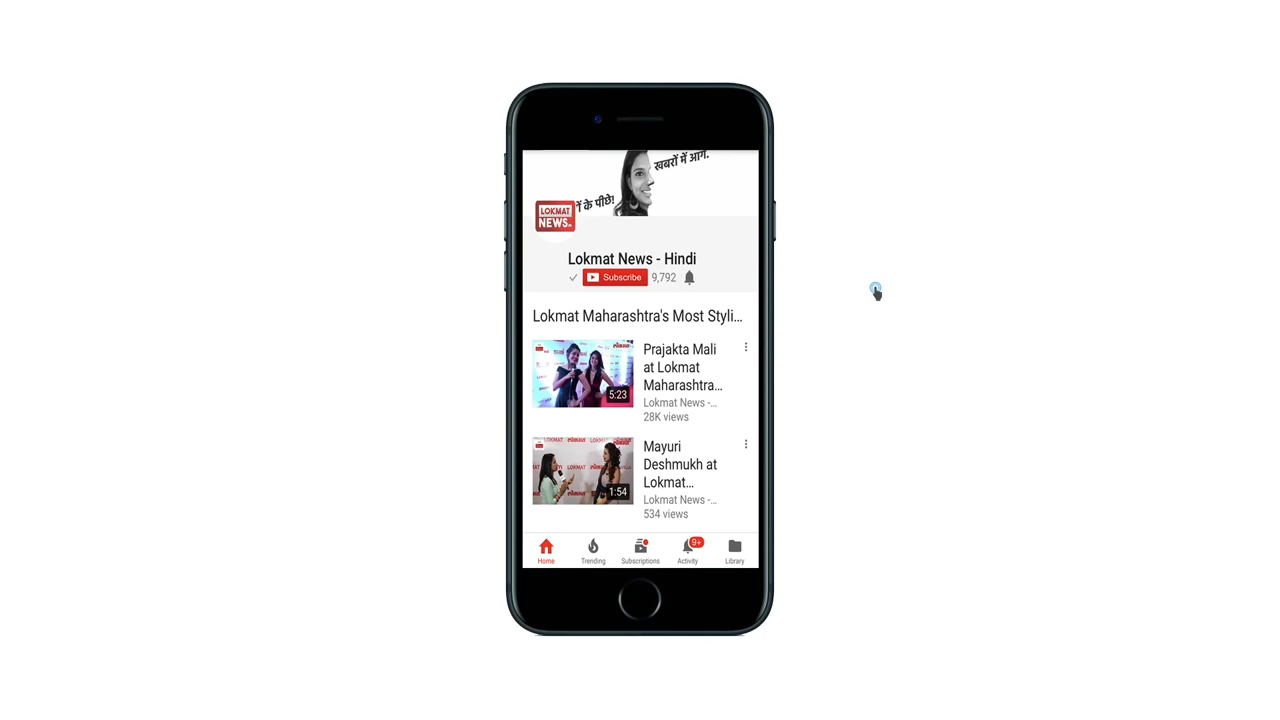 खबरों में आगे.
ों के पीछे!
LOKMAT
NEWS.in
Lokmat News - Hindi
Subscribe 9,792
Lokmat Maharashtra's Most Styli...
Prajakta Mali
at Lokmat
Maharashtra...
Lokmat News -...
28K views
5:23
Mayuri
Deshmukh at
Lokmat...
Lokmat News -...
534 views
LOKMAT
1:54
9+
Home Trending Subscriptions Activity Library